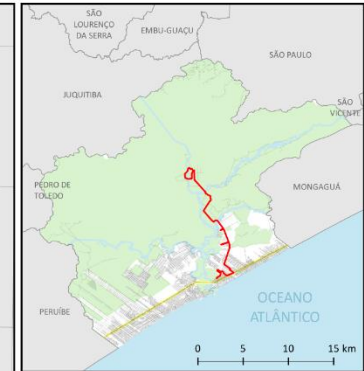 SÃO
LOURENÇO
DA SERRA
EMBU-GUAÇU
SÃO PAULO
JUQUITIBA
SÃO
VICENTE
PEDRO DE
TOLEDO
MONGAGUÁ
PERUÍBE
OCEANO
ATLÂNTICO
0 5 10 15 km